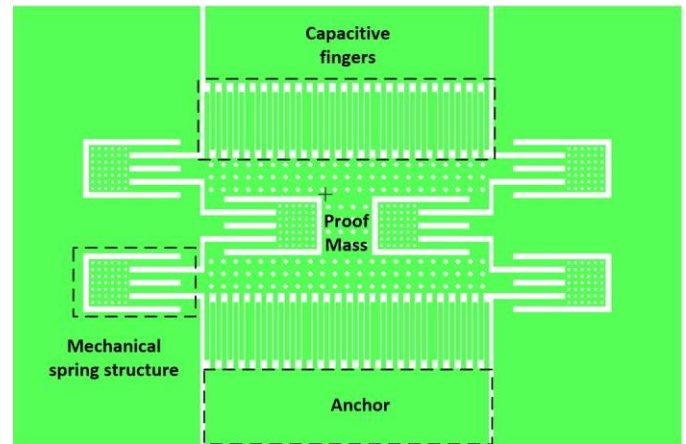 Capacitive
fingers
Proof
Mass
Mechanical
spring structure
Anchor